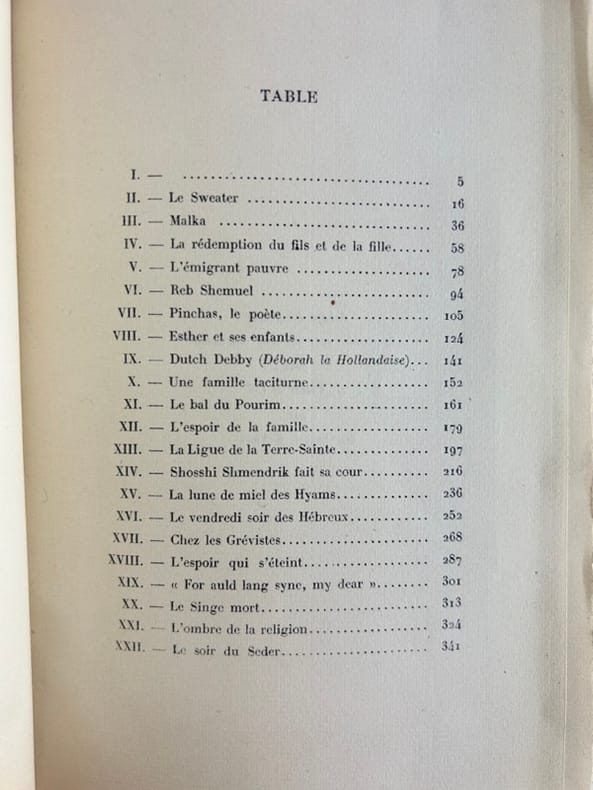 TABLE
I. — .................................... 5
II. — Le Sweater .......................... 16
III. — Malka .............................. 36
IV. — La rédemption du fils et de la fille...... 58
V. — L'émigrant pauvre ................... 78
VI. — Reb Shemuel ........................ 94
VII. — Pinchas, le poète..................... 105
VIII. — Esther et ses enfants................... 124
IX. — Dutch Debby (Déborah la Hollandaise)... 141
X. — Une famille taciturne.................. 152
XI. — Le bal du Pourim..................... 161
XII. — L'espoir de la famille.................. 179
XIII. — La Ligue de la Terre-Sainte.............. 197
XIV. — Shosshi Shmendrik fait sa cour.......... 216
XV. — La lune de miel des Hyams.............. 236
XVI. — Le vendredi soir des Hébreux............ 252
XVII. — Chez les Grévistes...................... 268
XVIII. — L'espoir qui s'éteint.................. 287
XIX. — « For auld lang syne, my dear »........ 301
XX. — Le Singe mort......................... 313
XXI. — L'ombre de la religion.................. 324
XXII. — Le soir du Seder...................... 341